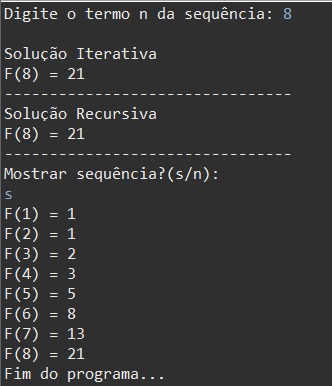 Digite o termo n da sequência: 8
Solução Iterativa
F(8) = 21
--------------------------------
Solução Recursiva
F(8) = 21
--------------------------------
Mostrar sequência?(s/n):
s
F(1) = 1
F(2) = 1
F(3) = 2
F(4) = 3
F(5) = 5
F(6) = 8
F(7) = 13
F(8) = 21
Fim do programa...